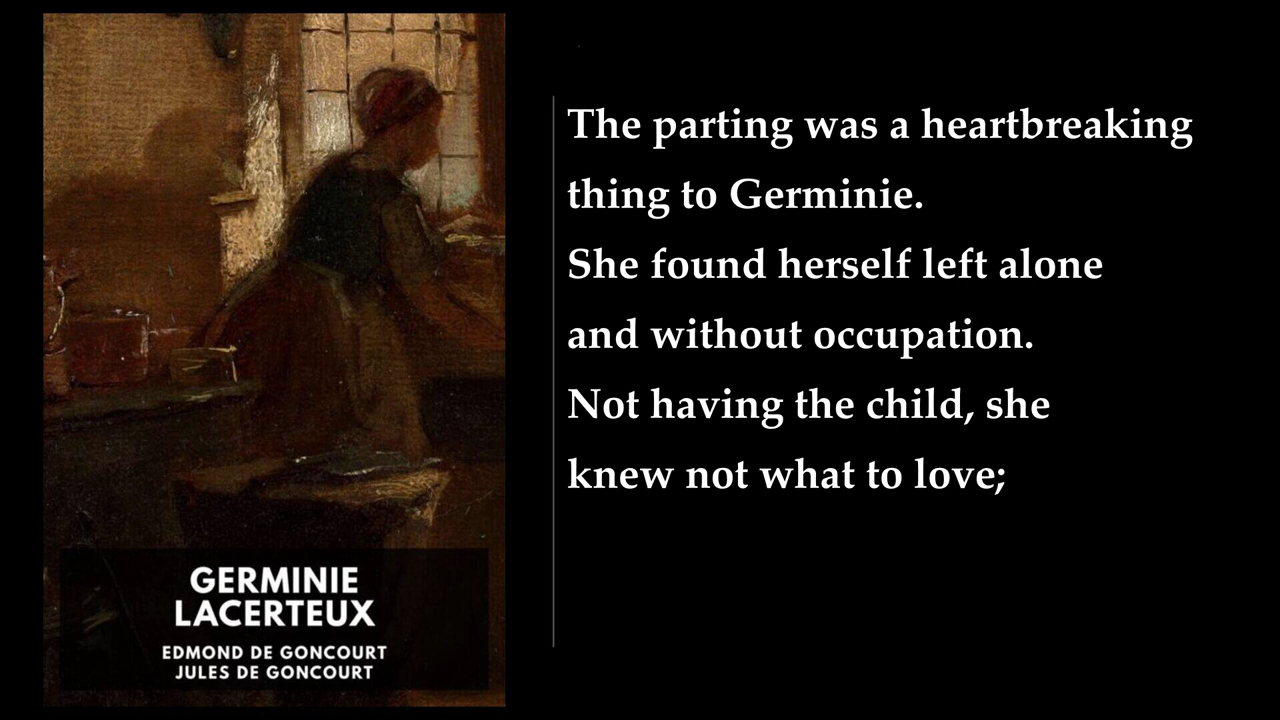 The parting was a heartbreaking
thing to Germinie.
She found herself left alone
and without occupation.
Not having the child, she
knew not what to love;
GERMINIE
LACERTEUX
EDMOND DE GONCOURT
JULES DE GONCOURT